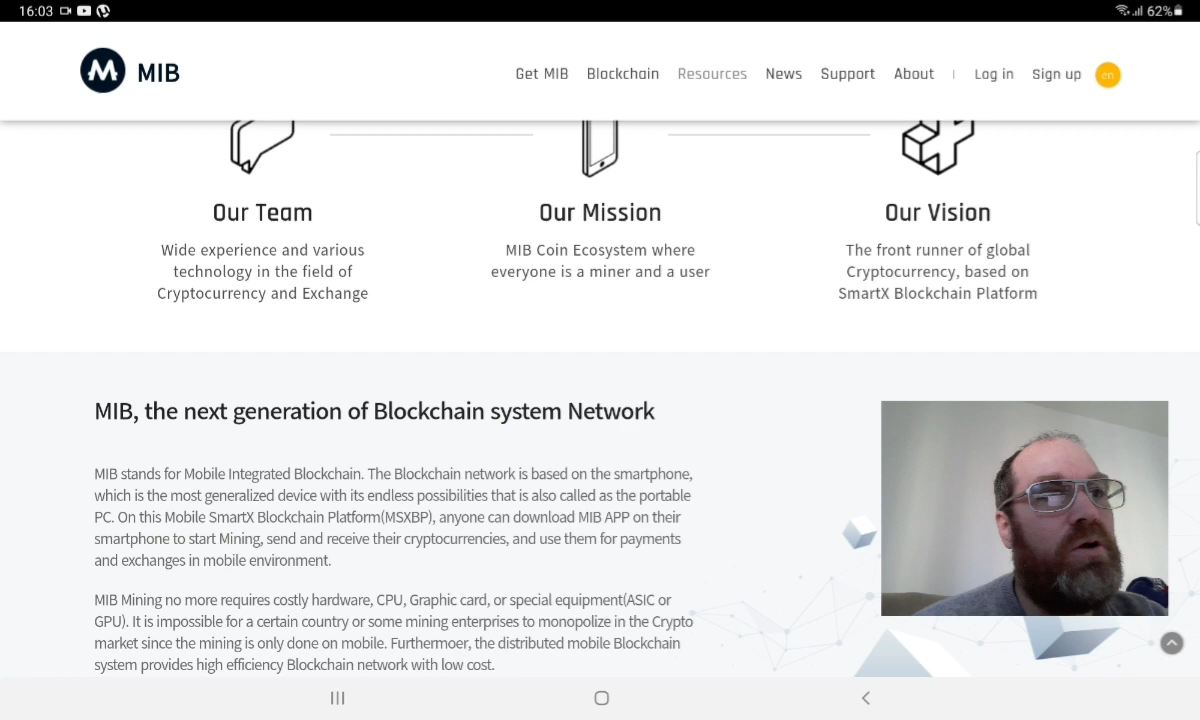 16:03 62%
MIB
Get MIB Blockchain Resources News Support About | Log in Sign up en
Our Team
Our Mission
Our Vision
Wide experience and various
technology in the field of
Cryptocurrency and Exchange
MIB Coin Ecosystem where
everyone is a miner and a user
The front runner of global
Cryptocurrency, based on
SmartX Blockchain Platform
MIB, the next generation of Blockchain system Network
MIB stands for Mobile Integrated Blockchain. The Blockchain network is based on the smartphone,
which is the most generalized device with its endless possibilities that is also called as the portable
PC. On this Mobile SmartX Blockchain Platform(MSXBP), anyone can download MIB APP on their
smartphone to start Mining, send and receive their cryptocurrencies, and use them for payments
and exchanges in mobile environment.
MIB Mining no more requires costly hardware, CPU, Graphic card, or special equipment(ASIC or
GPU). It is impossible for a certain country or some mining enterprises to monopolize in the Crypto
market since the mining is only done on mobile. Furthermoer, the distributed mobile Blockchain
system provides high efficiency Blockchain network with low cost.